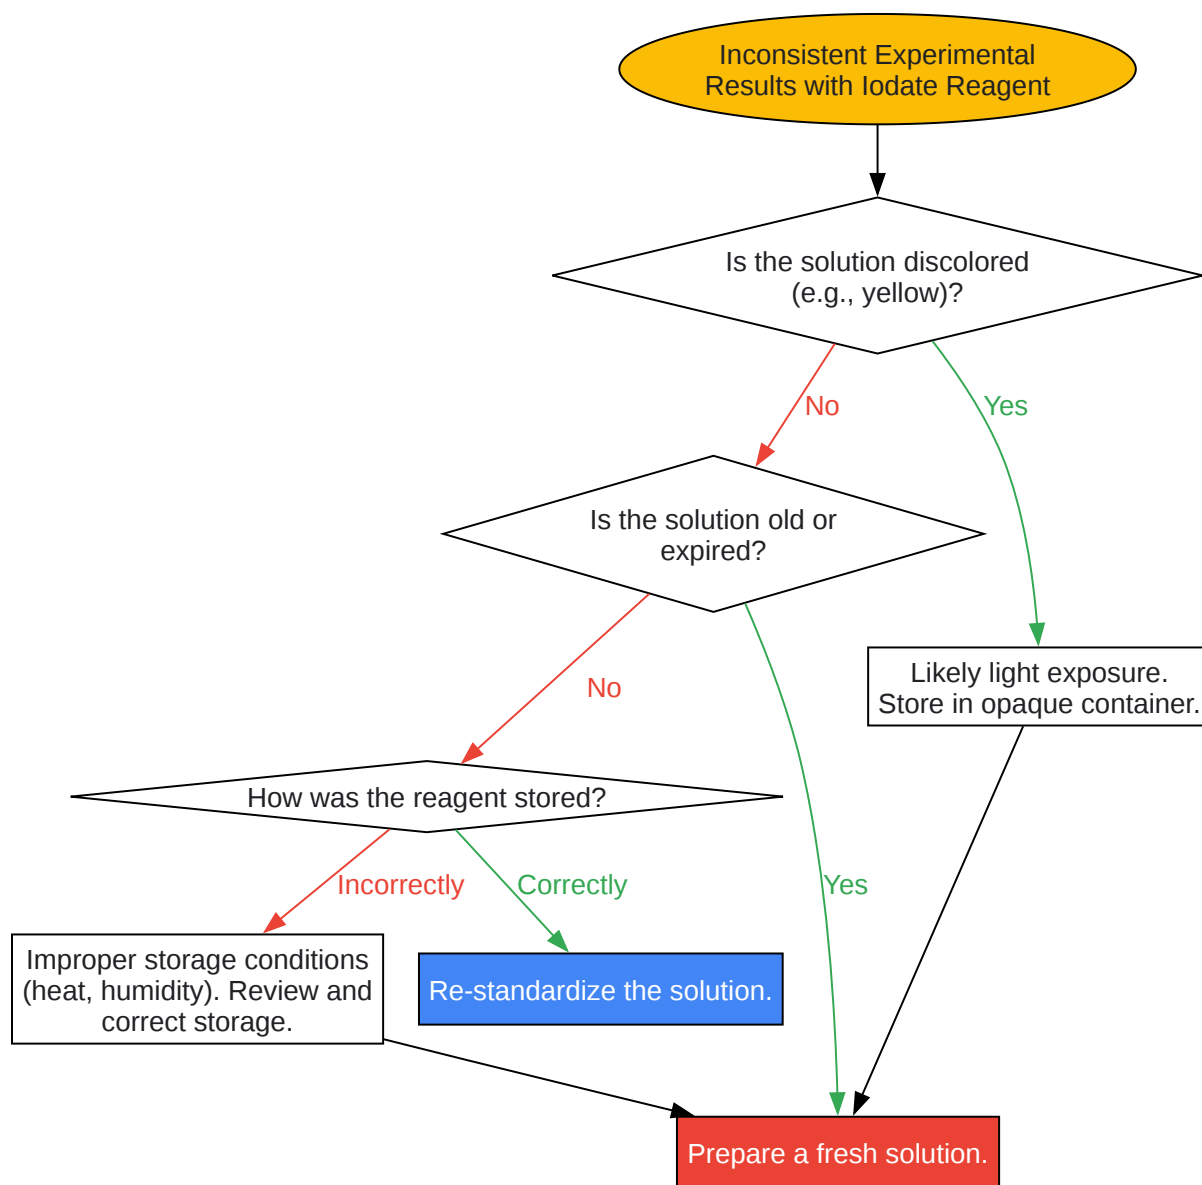 Inconsistent Experimental
Results with Iodate Reagent
Is the solution discolored
(e.g., yellow)?
No
Yes
Is the solution old or
expired?
No
Likely light exposure.
Store in opaque container.
How was the reagent stored?
Incorrectly
Correctly
Yes
Improper storage conditions
(heat, humidity). Review and
correct storage.
Re-standardize the solution.
Prepare a fresh solution.